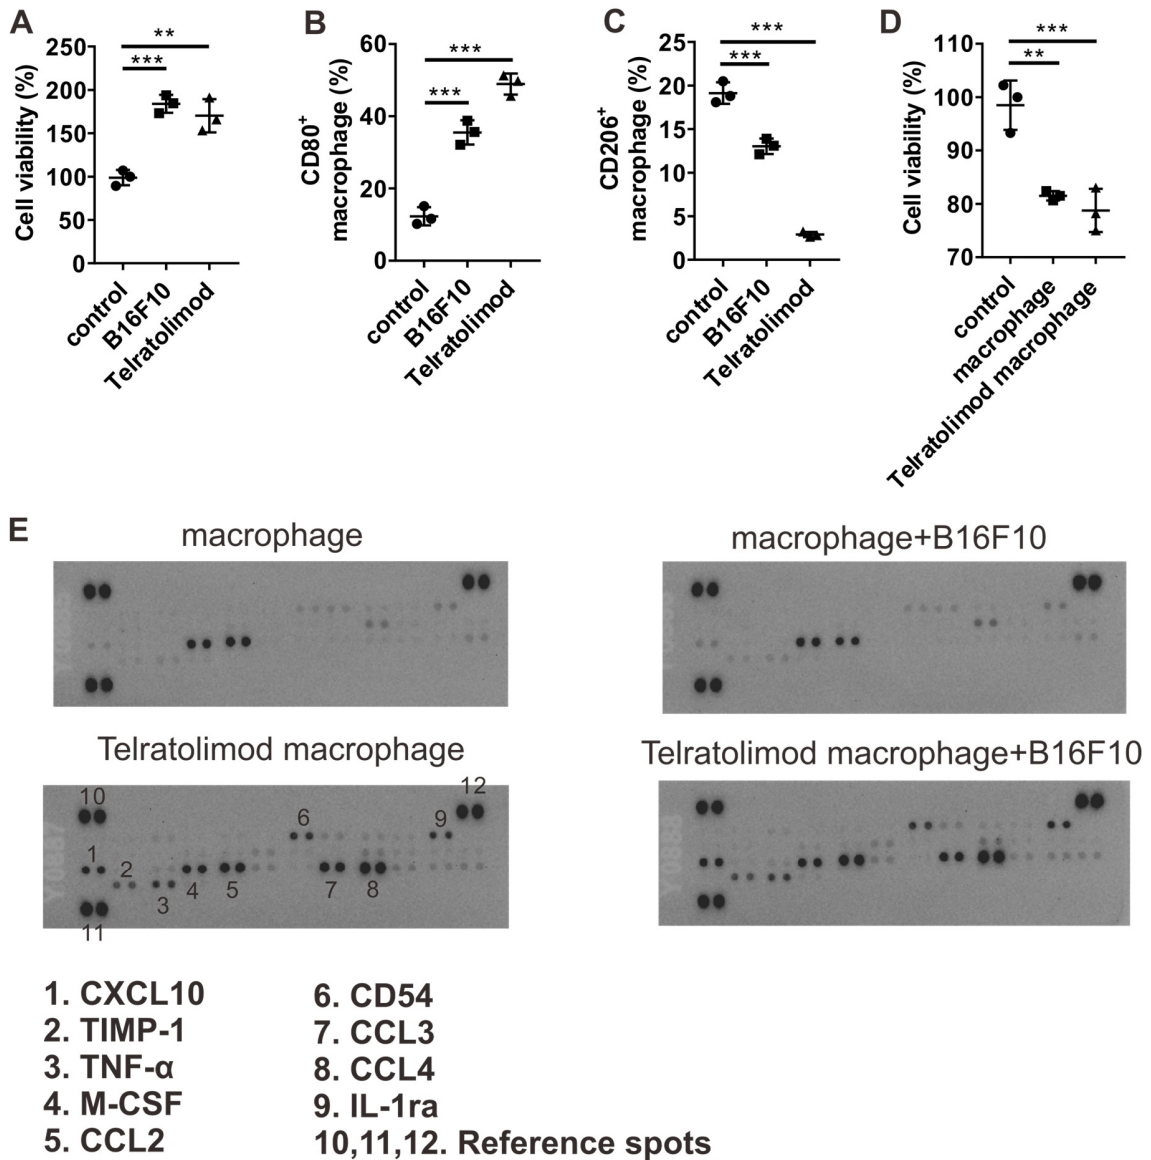 A
Cell viability (%)
250
200
150
100
50
0
**
***
control
B16F10
Telratolimod
B
CD80+
macrophage (%)
60
40
20
0
***
***
control
B16F10
Telratolimod
C
CD206+
macrophage (%)
25
20
15
10
5
0
***
***
control
B16F10
Telratolimod
D
Cell viability (%)
110
100
90
80
70
***
**
control
macrophage
Telratolimod macrophage
E
macrophage
macrophage+B16F10
Telratolimod macrophage
Telratolimod macrophage+B16F10
10
12
6
9
1
2
3
4
5
7
8
11
1. CXCL10
2. TIMP-1
3. TNF-α
4. M-CSF
5. CCL2
6. CD54
7. CCL3
8. CCL4
9. IL-1ra
10,11,12. Reference spots